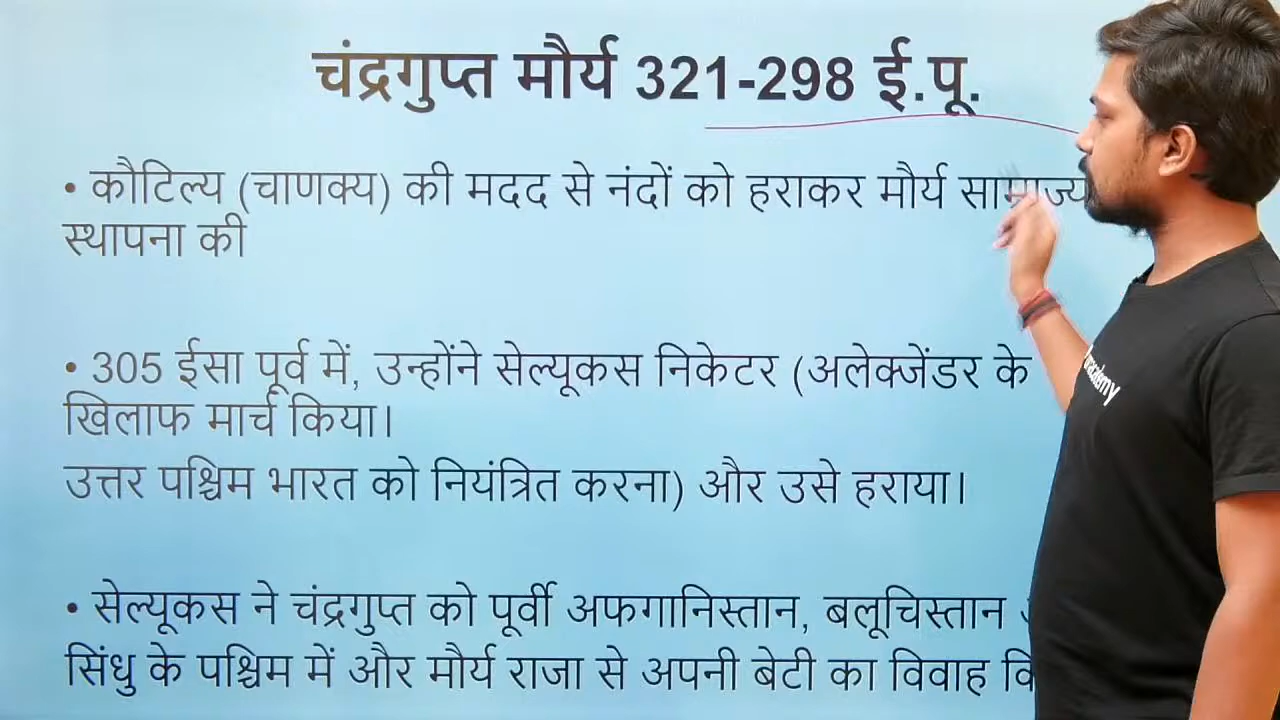 चंद्रगुप्त मौर्य 321-298 ई.पू.
• कौटिल्य (चाणक्य) की मदद से नंदों को हराकर मौर्य साम्राज्य
स्थापना की
• 305 ईसा पूर्व में, उन्होंने सेल्यूकस निकेटर (अलेक्जेंडर के
खिलाफ मार्च किया।
उत्तर पश्चिम भारत को नियंत्रित करना) और उसे हराया।
• सेल्यूकस ने चंद्रगुप्त को पूर्वी अफगानिस्तान, बलूचिस्तान
सिंधु के पश्चिम में और मौर्य राजा से अपनी बेटी का विवाह